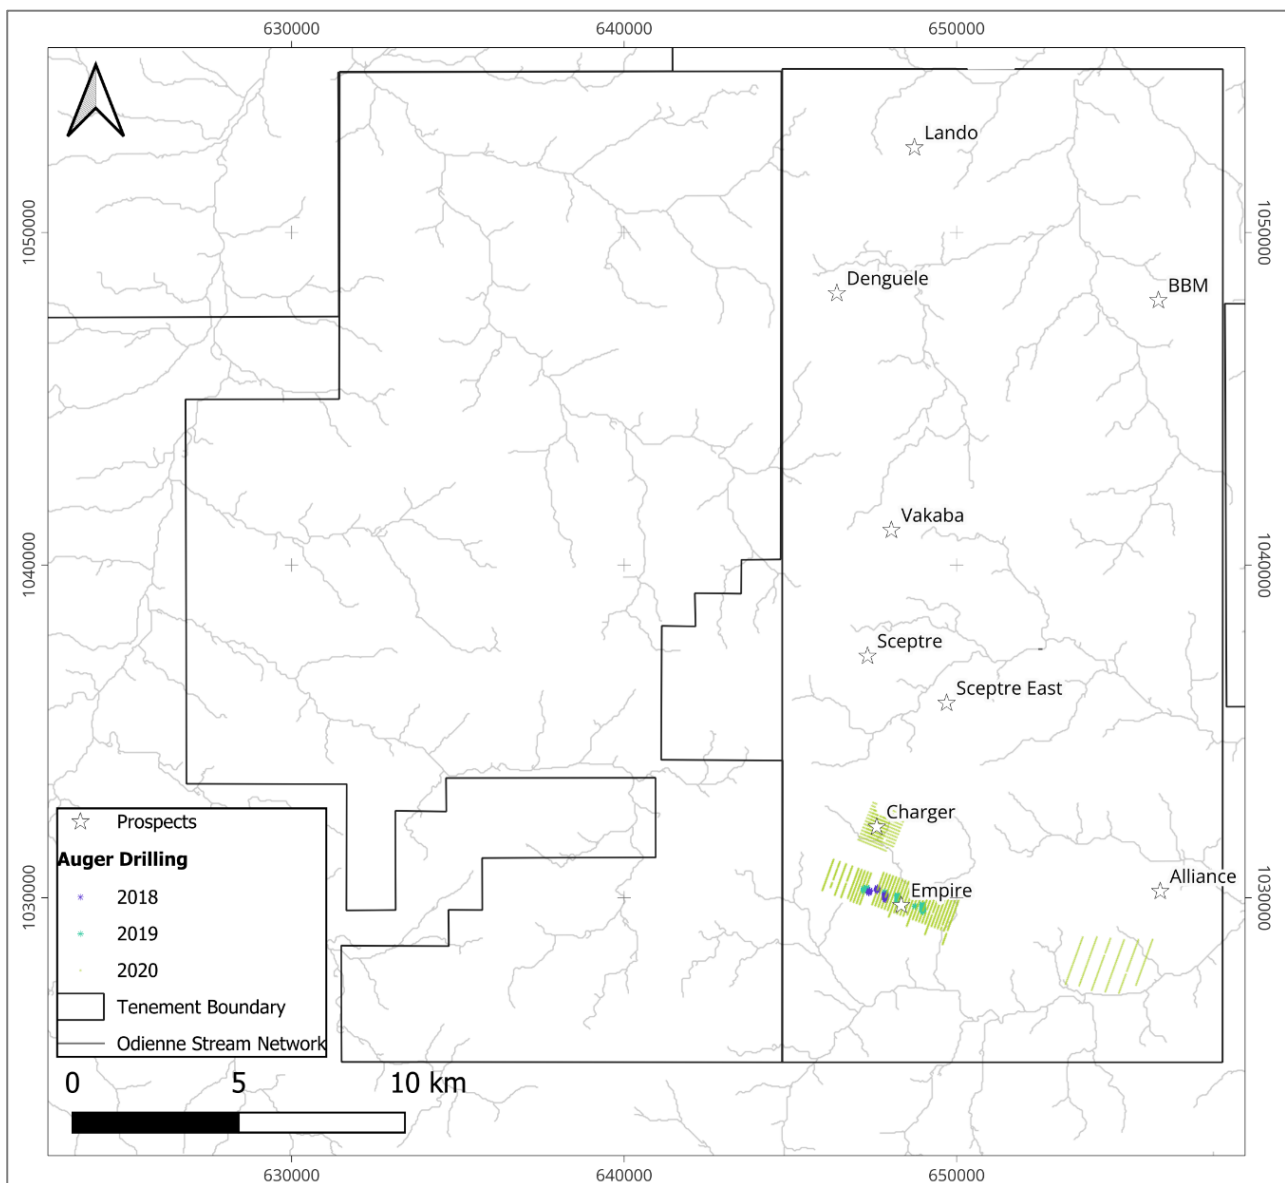 630000
640000
650000
Lando
1050000
1050000
Denguele
BBM
Vakaba
1040000
1040000
Sceptre
Sceptre East
Charger
Alliance
Empire
1030000
1030000
Prospects
Auger Drilling
2018
2019
2020
Tenement Boundary
Odienne Stream Network
0 5 10 km
630000
640000
650000